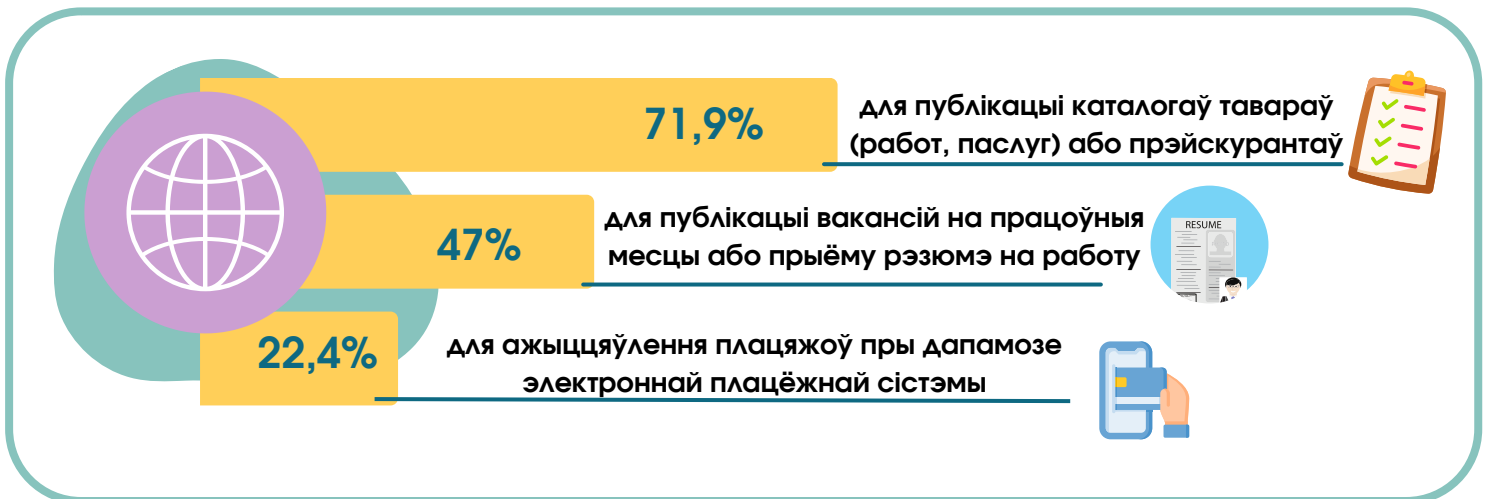 71,9%
для публікацыі каталогаў тавараў
(работ, паслуг) або прэйскурантаў
47%
для публікацыі вакансій на працоўныя
месцы або прыёму рэзюмэ на работу
RESUME
22,4%
для ажыццяўлення плацяжоў пры дапамозе
электроннай плацёжнай сістэмы